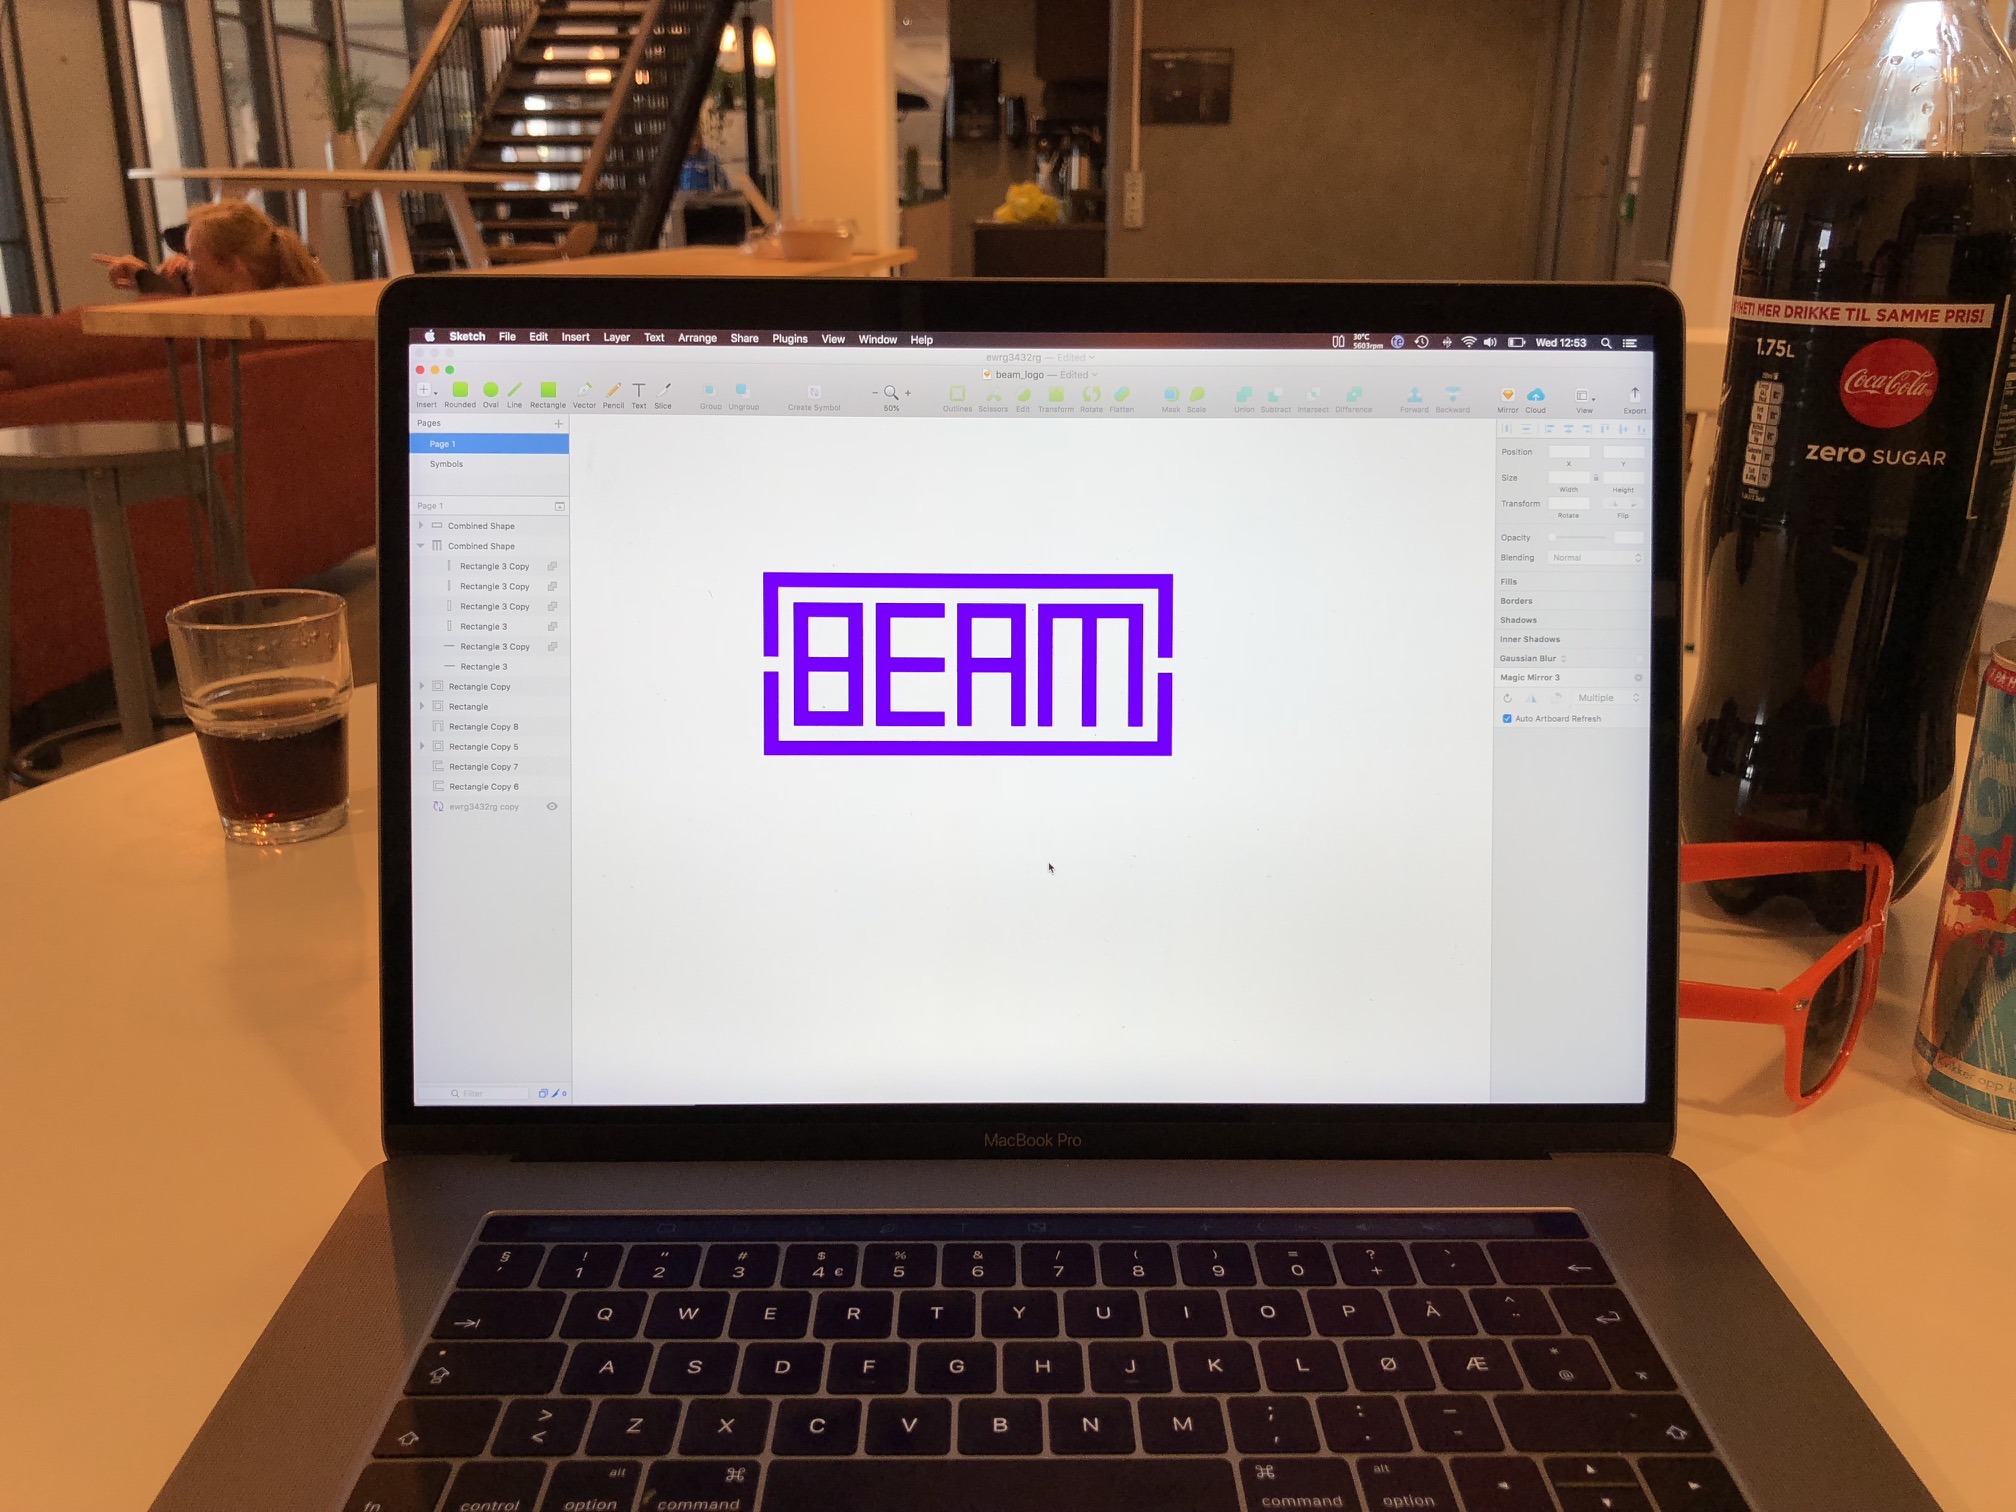 Sketch File Edit Insert Layer Text Arrange Share Plugins View Window Help
30°C
5603rpm
Wed 12:53
ewrg3432rg — Edited
beam_logo — Edited
Insert Rounded Oval Line Rectangle Vector Pencil Text Slice Group Ungroup Create Symbol 50% Outlines Scissors Edit Transform Rotate Flatten Mask Scale Union Subtract Intersect Difference Forward Backward Mirror Cloud View Export
Pages
Page 1
Symbols
Page 1
Combined Shape
Combined Shape
Rectangle 3 Copy
Rectangle 3 Copy
Rectangle 3 Copy
Rectangle 3
Rectangle 3 Copy
Rectangle 3
Rectangle Copy
Rectangle
Rectangle Copy 8
Rectangle Copy 5
Rectangle Copy 7
Rectangle Copy 6
ewrg3432rg copy
Filter
0
BEAM
Position
X Y
Size
Width Height
Transform
Rotate Flip
Opacity
Blending Normal
Fills
Borders
Shadows
Inner Shadows
Gaussian Blur
Magic Mirror 3
Multiple
Auto Artboard Refresh
MER DRIKKE TIL SAMME PRIS!
1.75L
Coca-Cola
zero SUGAR
MacBook Pro
§ ! " # $ % & / ( ) = ? `
' 1 2 3 4 € 5 6 7 8 9 0 + ´
Q W E R T Y U I O P Å ^ ¨
A S D F G H J K L Ø Æ * @
> < Z X C V B N M ; , : . _ -
fn control alt option ⌘ command ⌘ command alt option